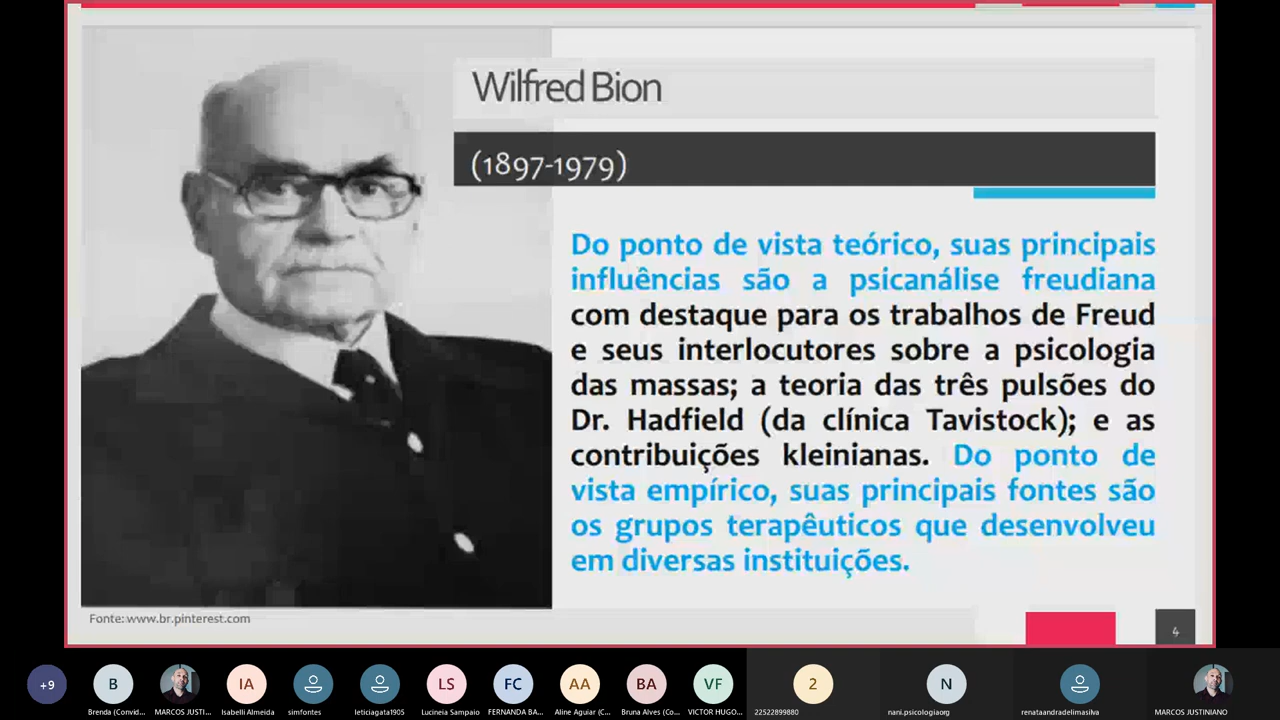 Wilfred Bion
(1897-1979)
Do ponto de vista teórico, suas principais
influências são a psicanálise freudiana
com destaque para os trabalhos de Freud
e seus interlocutores sobre a psicologia
das massas; a teoria das três pulsões do
Dr. Hadfield (da clínica Tavistock); e as
contribuições kleinianas. Do ponto de
vista empírico, suas principais fontes são
os grupos terapêuticos que desenvolveu
em diversas instituições.
Fonte: www.br.pinterest.com
4
+9
B
IA
LS
FC
AA
BA
VF
2
N
Brenda (Convid...
MARCOS JUSTI...
Isabelli Almeida
simfontes
leticiagata1905
Lucineia Sampaio
FERNANDA BA...
Aline Aguiar (C...
Bruna Alves (Co...
VICTOR HUGO...
22522899880
nani.psicologiaorg
renataandradelimasilva
MARCOS JUSTINIANO